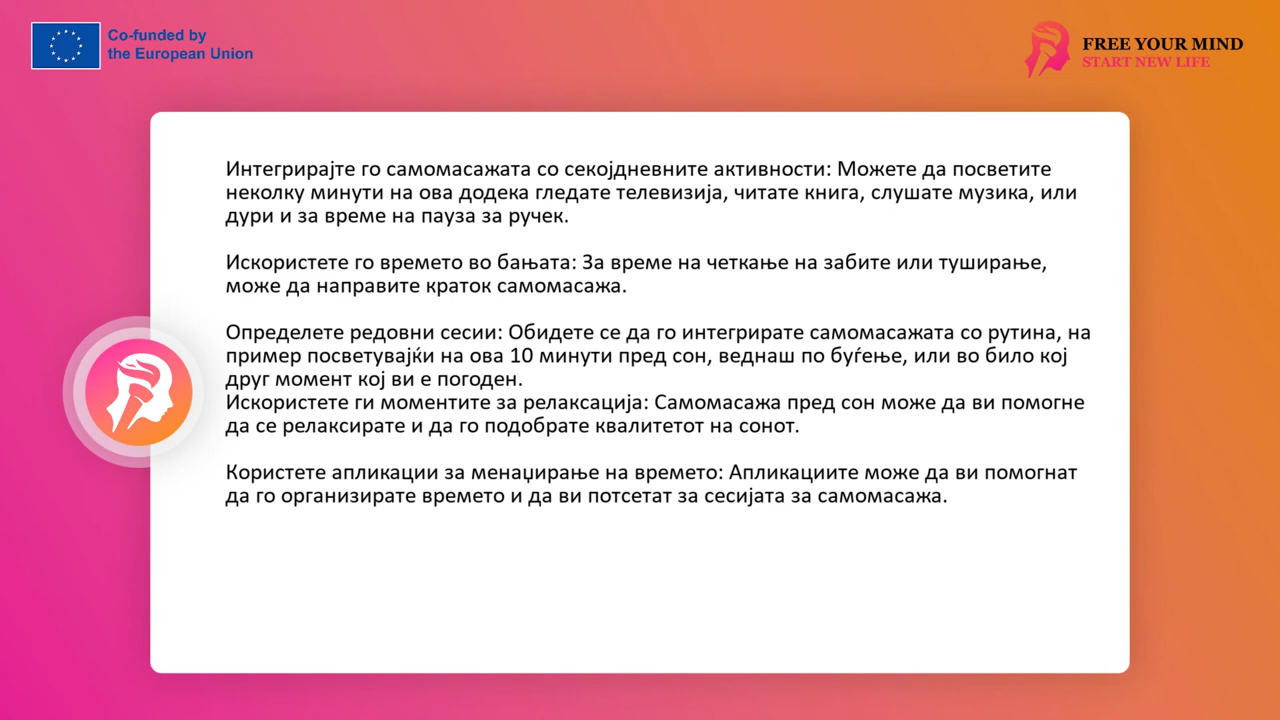 Co-funded by
the European Union
FREE YOUR MIND
START NEW LIFE
Интегрирајте го самомасажата со секојдневните активности: Можете да посветите
неколку минути на ова додека гледате телевизија, читате книга, слушате музика, или
дури и за време на пауза за ручек.
Искористете го времето во бањата: За време на четкање на забите или туширање,
може да направите краток самомасажа.
Определете редовни сесии: Обидете се да го интегрирате самомасажата со рутина, на
пример посветувајќи на ова 10 минути пред сон, веднаш по буѓење, или во било кој
друг момент кој ви е погоден.
Искористете ги моментите за релаксација: Самомасажа пред сон може да ви помогне
да се релаксирате и да го подобрате квалитетот на сонот.
Користете апликации за менаџирање на времето: Апликациите може да ви помогнат
да го организирате времето и да ви потсетат за сесијата за самомасажа.